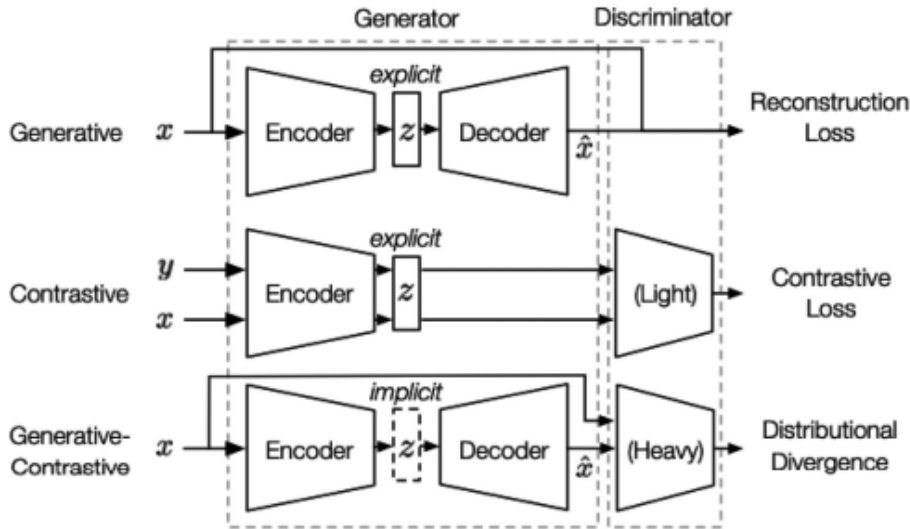 Generator
Discriminator
explicit
Generative
x
Encoder
z
Decoder
x̂
Reconstruction
Loss
explicit
y
Contrastive
x
Encoder
z
(Light)
Contrastive
Loss
implicit
Generative-
Contrastive
x
Encoder
z
Decoder
x̂
(Heavy)
Distributional
Divergence